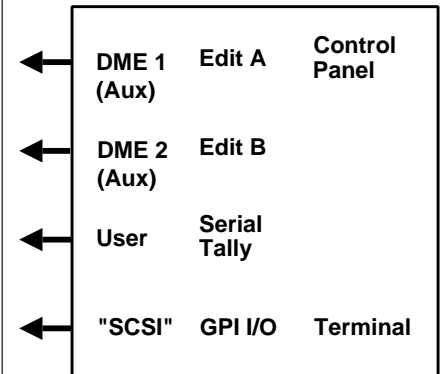 DME 1 (Aux) Edit A Control Panel
DME 2 (Aux) Edit B
User Serial Tally
"SCSI" GPI I/O Terminal